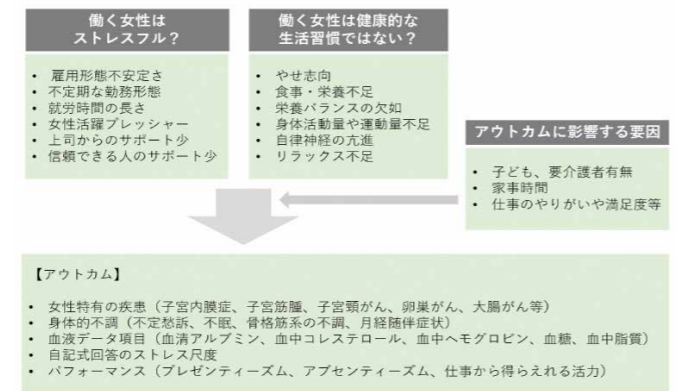 働く女性は
ストレスフル？
• 雇用形態不安定さ
• 不定期な勤務形態
• 就労時間の長さ
• 女性活躍プレッシャー
• 上司からのサポート少
• 信頼できる人のサポート少
働く女性は健康的な
生活習慣ではない？
• やせ志向
• 食事・栄養不足
• 栄養バランスの欠如
• 身体活動量や運動量不足
• 自律神経の亢進
• リラックス不足
アウトカムに影響する要因
• 子ども、要介護者有無
• 家事時間
• 仕事のやりがいや満足度等
【アウトカム】
• 女性特有の疾患（子宮内膜症、子宮筋腫、子宮頸がん、卵巣がん、大腸がん等）
• 身体的不調（不定愁訴、不眠、骨格筋系の不調、月経随伴症状）
• 血液データ項目（血清アルブミン、血中コレステロール、血中ヘモグロビン、血糖、血中脂質）
• 自記式回答のストレス尺度
• パフォーマンス（プレゼンティーズム、アブセンティーズム、仕事から得らえれる活力）